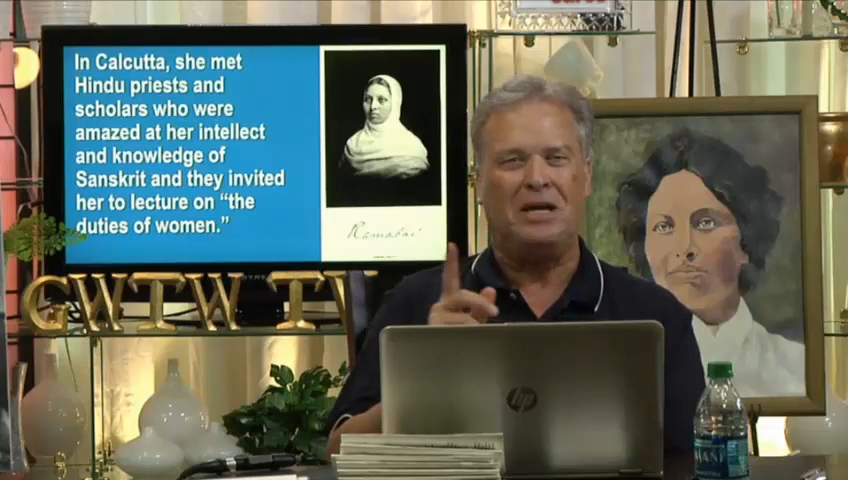 In Calcutta, she met
Hindu priests and
scholars who were
amazed at her intellect
and knowledge of
Sanskrit and they invited
her to lecture on “the
duties of women.”
Ramabai
GWTW TV
hp